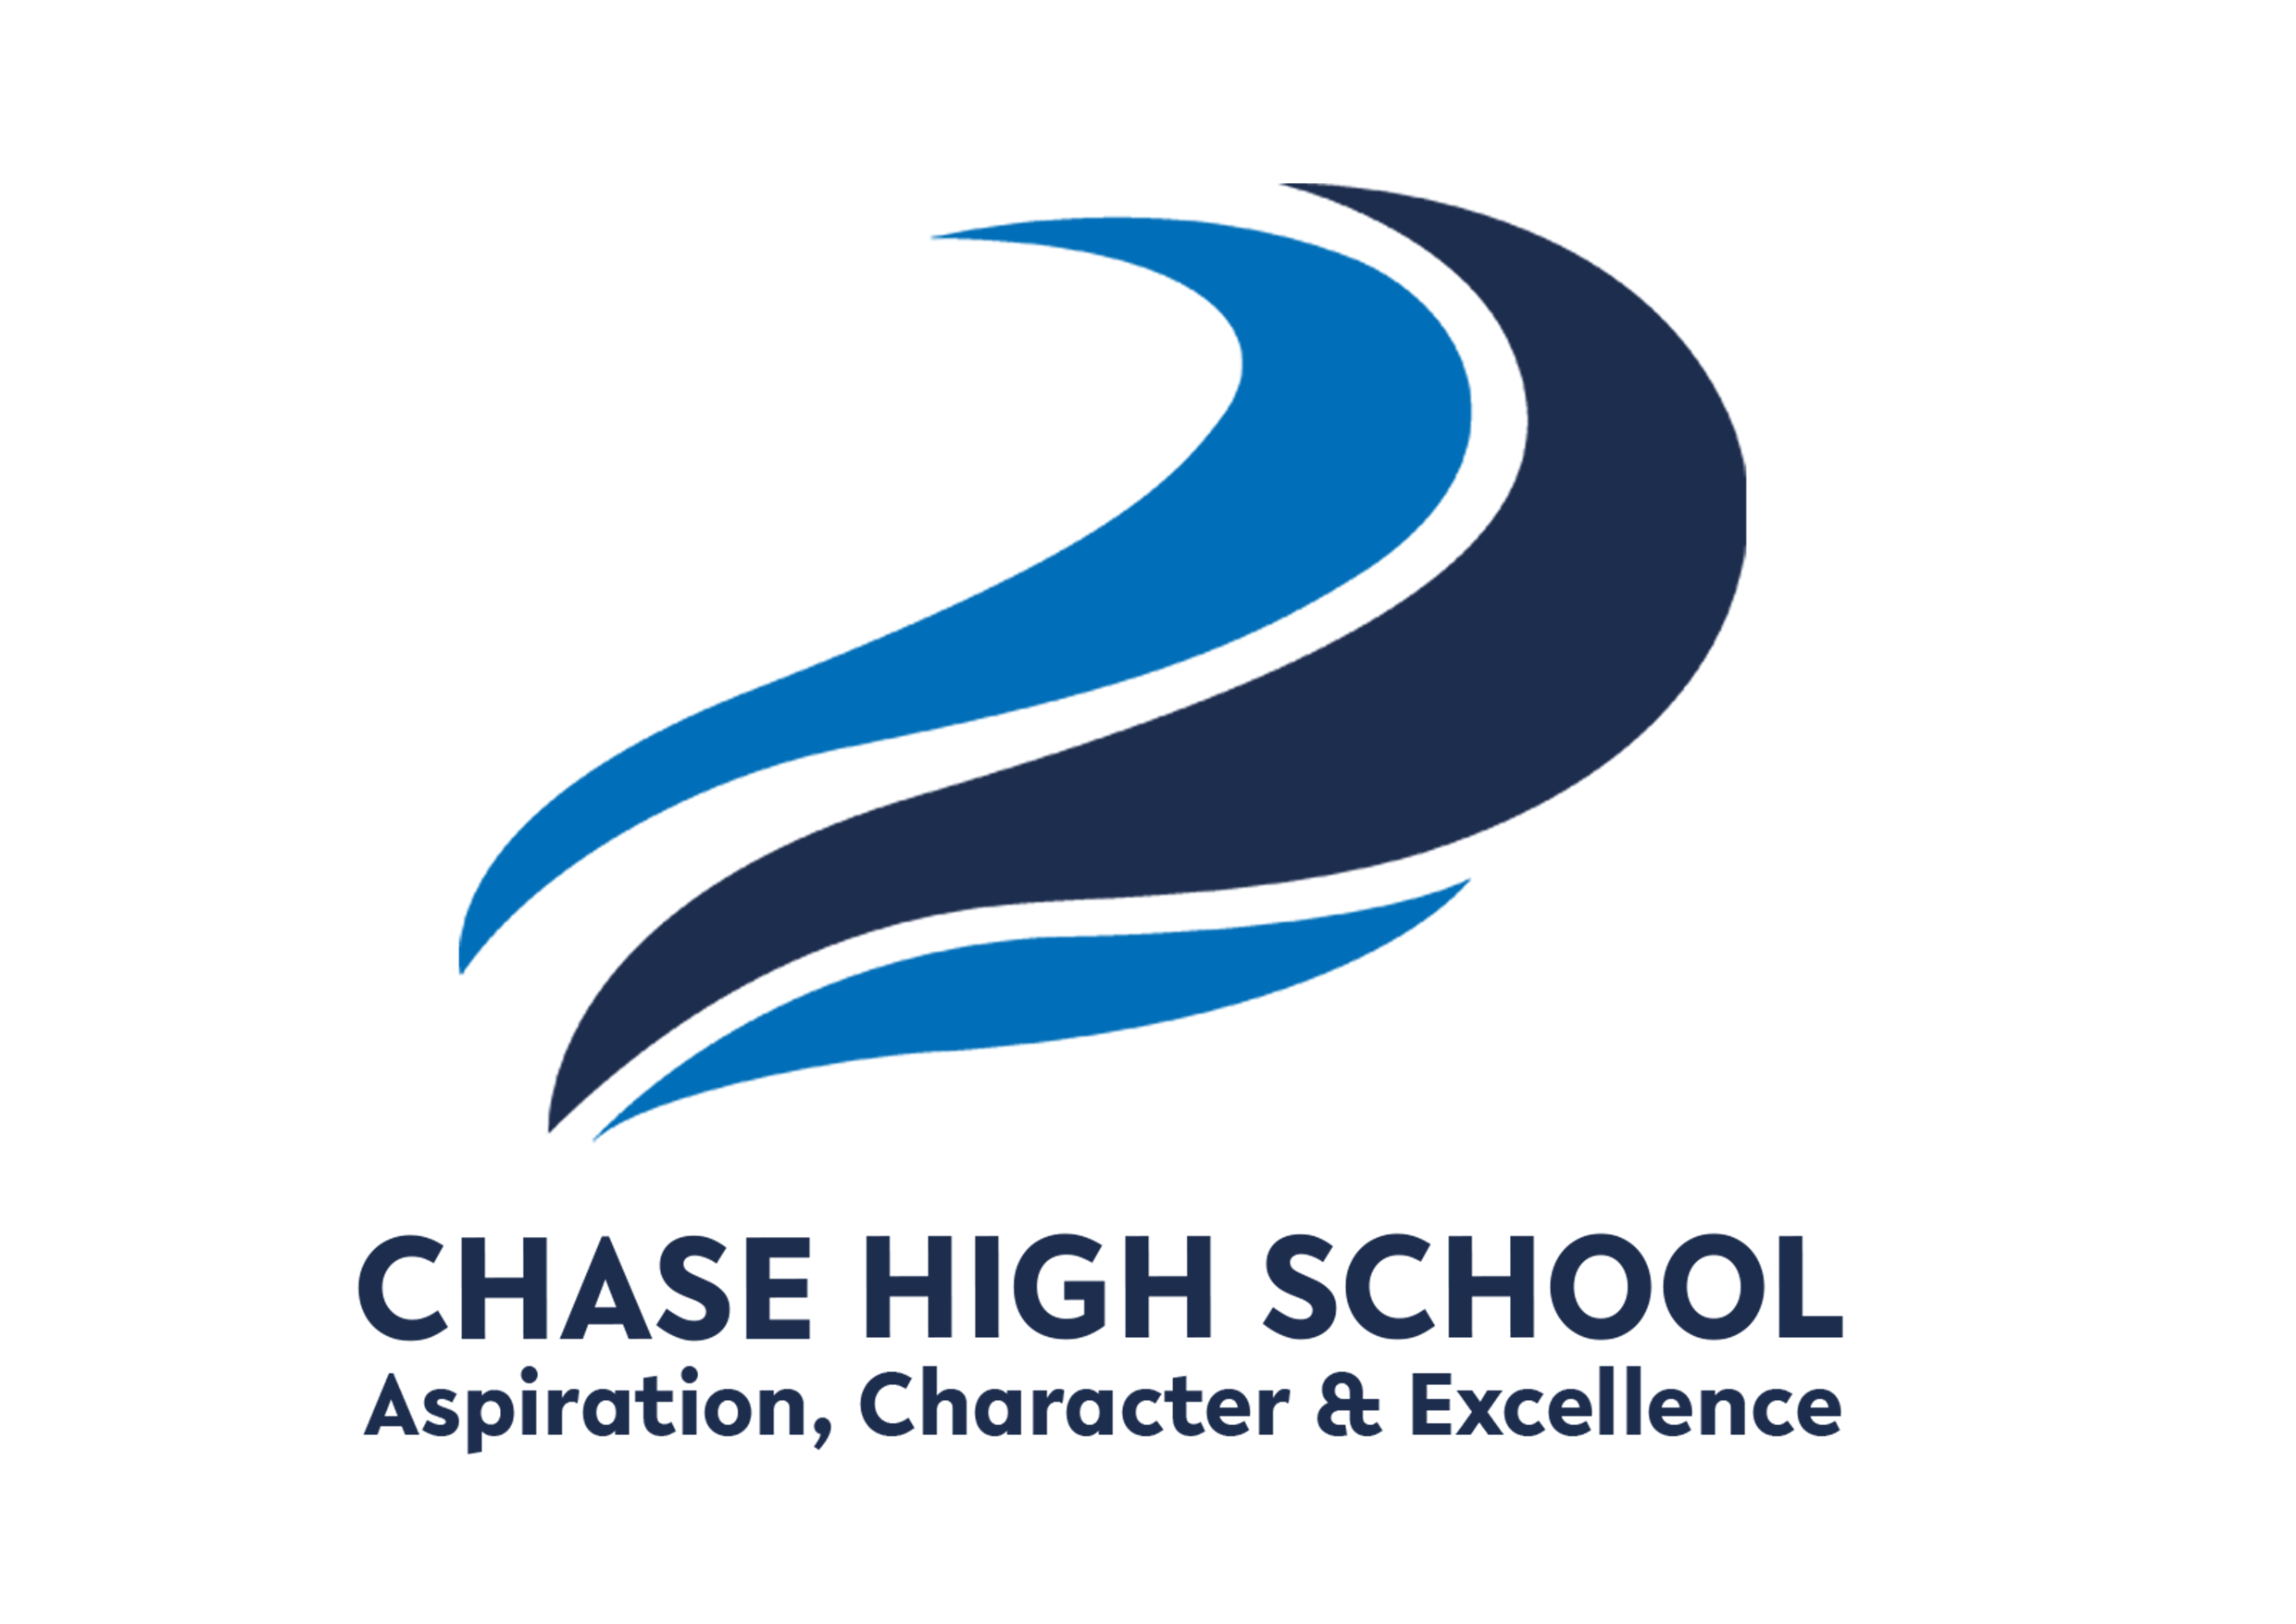 CHASE HIGH SCHOOL
Aspiration, Character & Excellence